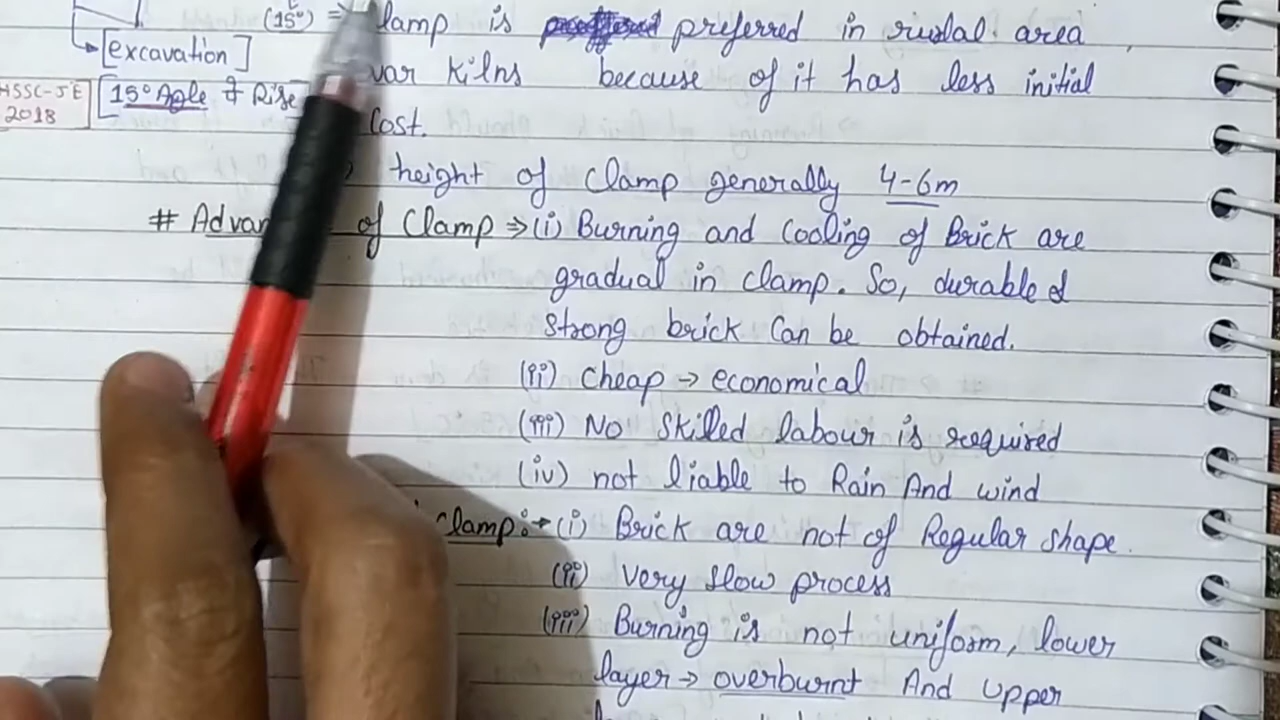 (15°) ⇒ Clamp is preferred in rural area,
[excavation]
over Kilns because of it has less initial
HSSC-JE 2018
[15° Agle of Rise
Cost.
height of Clamp generally 4-6m
# Advan of Clamp ⇒ (i) Burning and Cooling of Brick are
gradual in clamp. So, durable &
strong brick Can be obtained.
(ii) cheap → economical
(iii) No skilled labour is required
(iv) not liable to Rain And wind
clamp:→ (i) Brick are not of Regular shape.
(ii) very slow process
(iii) Burning is not uniform, lower
layer → overburnt And Upper